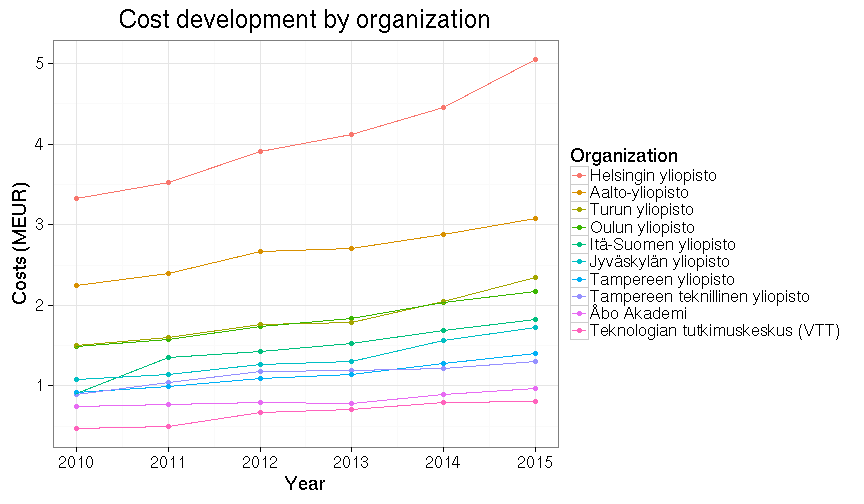 Cost development by organization
5
4
3
2
1
Costs (MEUR)
2010 2011 2012 2013 2014 2015
Year
Organization
Helsingin yliopisto
Aalto-yliopisto
Turun yliopisto
Oulun yliopisto
Itä-Suomen yliopisto
Jyväskylän yliopisto
Tampereen yliopisto
Tampereen teknillinen yliopisto
Åbo Akademi
Teknologian tutkimuskeskus (VTT)